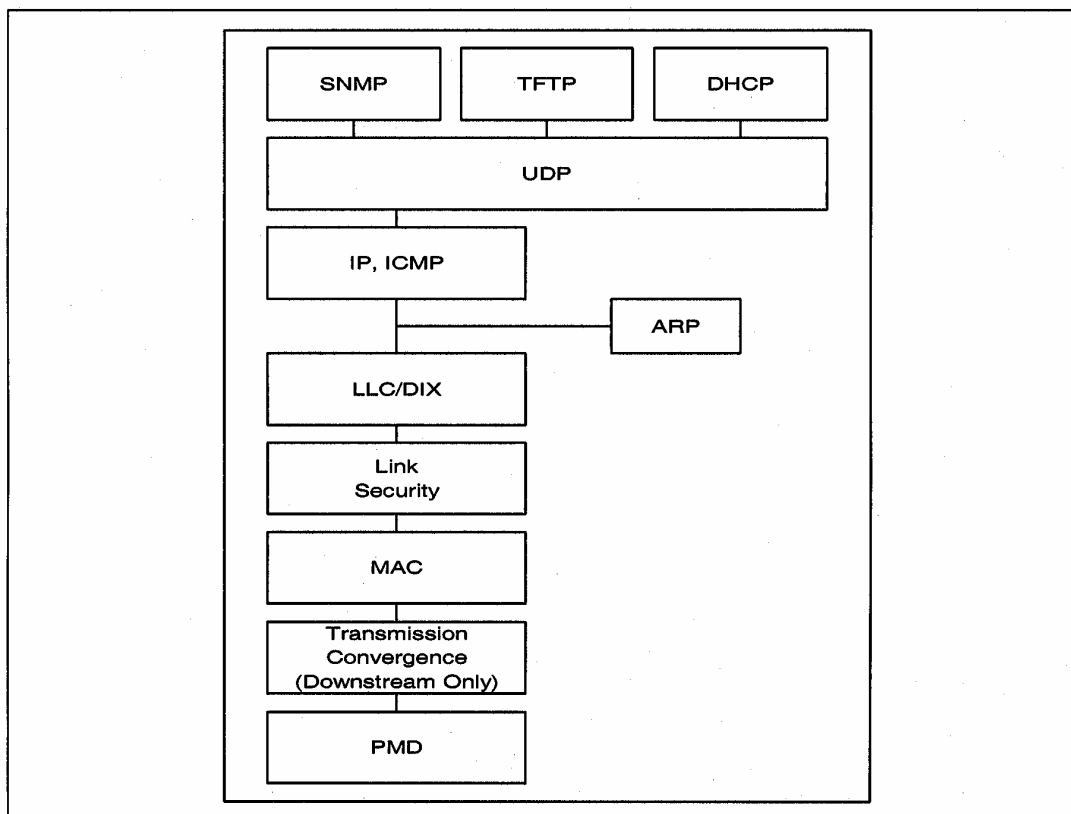 SNMP
TFTP
DHCP
UDP
IP, ICMP
ARP
LLC/DIX
Link
Security
MAC
Transmission
Convergence
(Downstream Only)
PMD